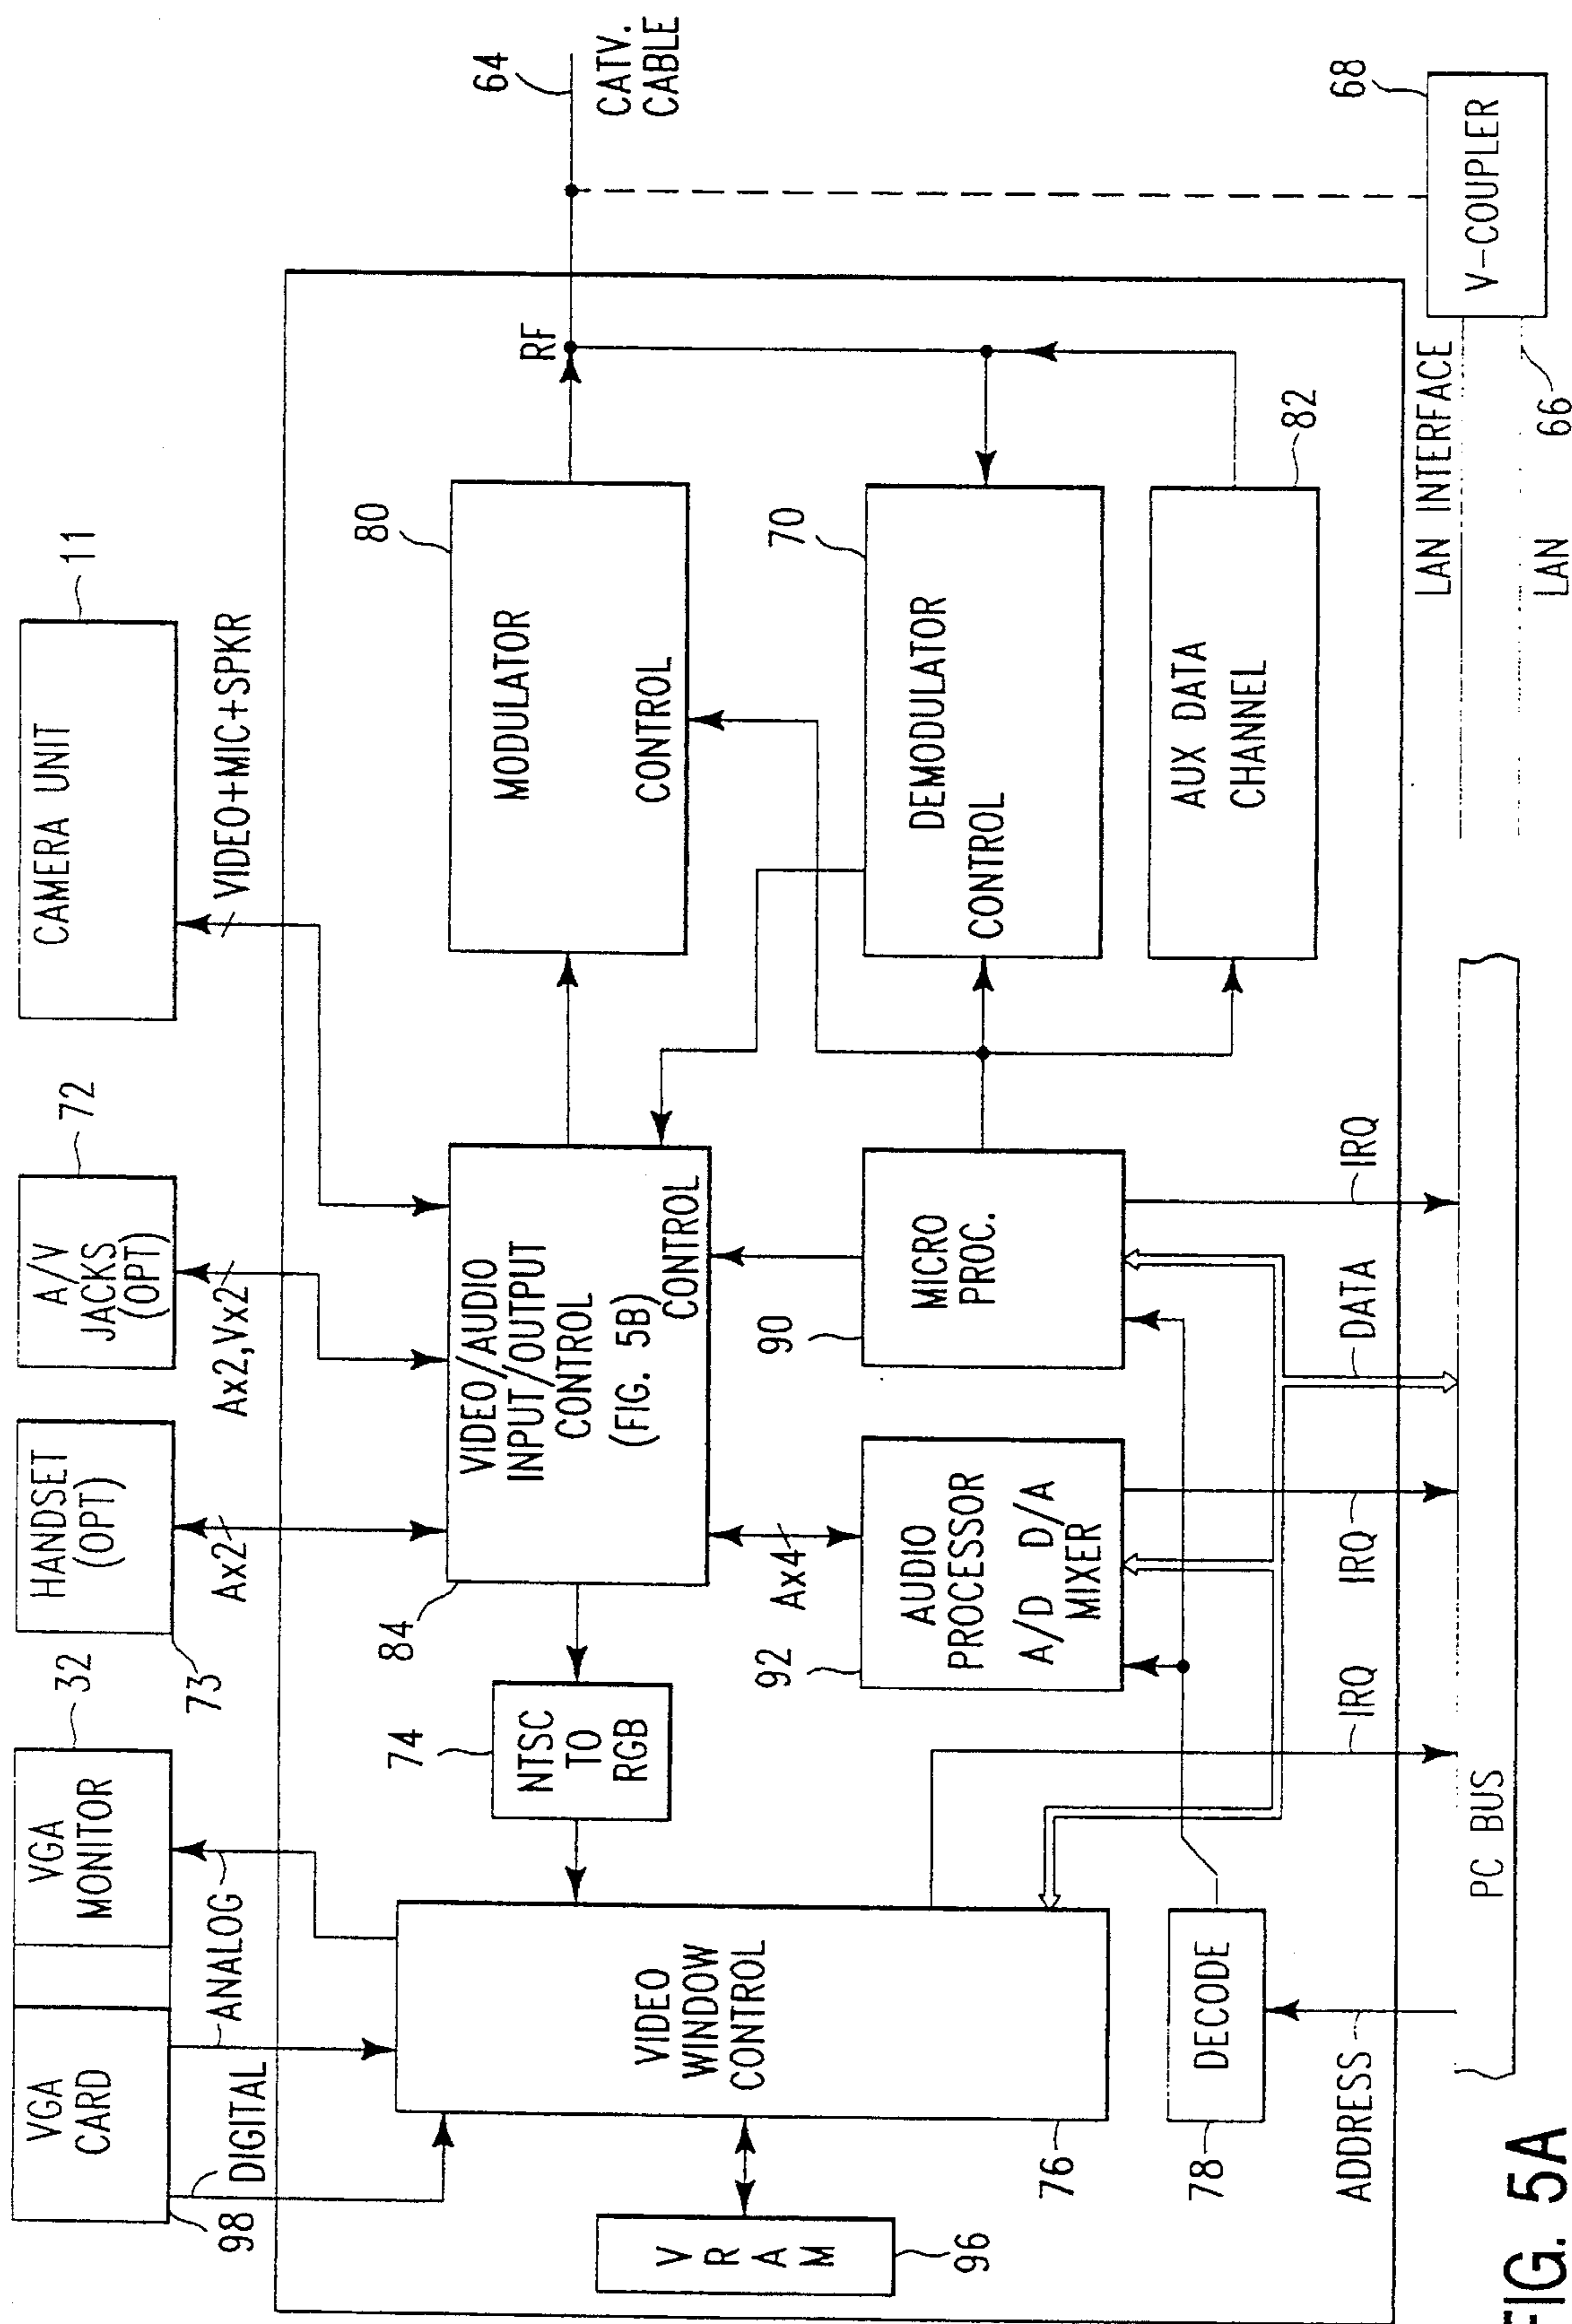 VGA
CARD
98
VGA
MONITOR
32
HANDSET
(OPT)
73
A/V
JACKS
(OPT)
72
CAMERA UNIT
11
DIGITAL
ANALOG
Ax2
Ax2,Vx2
VIDEO+MIC+SPKR
V
R
A
M
96
VIDEO
WINDOW
CONTROL
76
NTSC
TO
RGB
74
VIDEO/AUDIO
INPUT/OUTPUT
CONTROL
(FIG. 5B)
CONTROL
84
MODULATOR
CONTROL
80
RF
64
CATV.
CABLE
Ax4
AUDIO
PROCESSOR
A/D D/A
MIXER
92
MICRO
PROC.
90
DEMODULATOR
CONTROL
70
AUX DATA
CHANNEL
82
DECODE
78
ADDRESS
IRQ
IRQ
DATA
IRQ
PC BUS
LAN INTERFACE
LAN
66
V-COUPLER
68
FIG. 5A